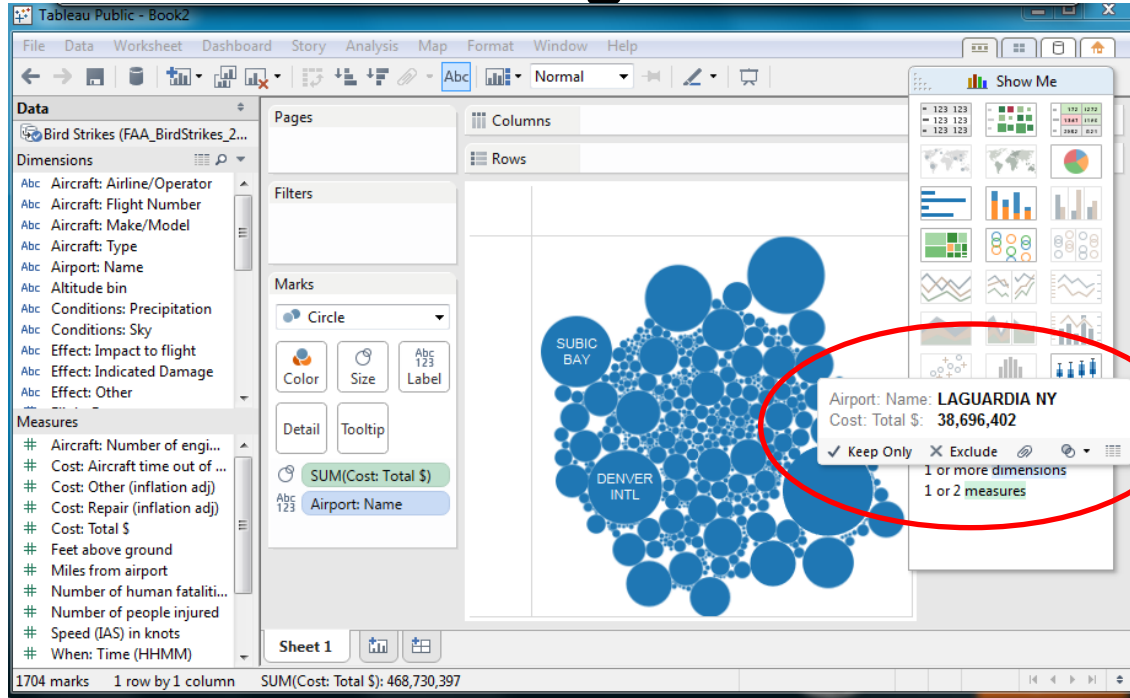 Tableau Public - Book2
File Data Worksheet Dashboard Story Analysis Map Format Window Help
Abc Normal
Data
Bird Strikes (FAA_BirdStrikes_2...
Dimensions
Abc Aircraft: Airline/Operator
Abc Aircraft: Flight Number
Abc Aircraft: Make/Model
Abc Aircraft: Type
Abc Airport: Name
Abc Altitude bin
Abc Conditions: Precipitation
Abc Conditions: Sky
Abc Effect: Impact to flight
Abc Effect: Indicated Damage
Abc Effect: Other
Measures
# Aircraft: Number of engi...
# Cost: Aircraft time out of ...
# Cost: Other (inflation adj)
# Cost: Repair (inflation adj)
# Cost: Total $
# Feet above ground
# Miles from airport
# Number of human fataliti...
# Number of people injured
# Speed (IAS) in knots
# When: Time (HHMM)
Pages
Filters
Marks
Circle
Color
Size
Abc
123
Label
Detail
Tooltip
SUM(Cost: Total $)
Abc
123
Airport: Name
Columns
Rows
SUBIC
BAY
DENVER
INTL
Show Me
123 123
123 123
123 123
Airport: Name: LAGUARDIA NY
Cost: Total $: 38,696,402
Keep Only Exclude
1 or more dimensions
1 or 2 measures
Sheet 1
1704 marks 1 row by 1 column SUM(Cost: Total $): 468,730,397